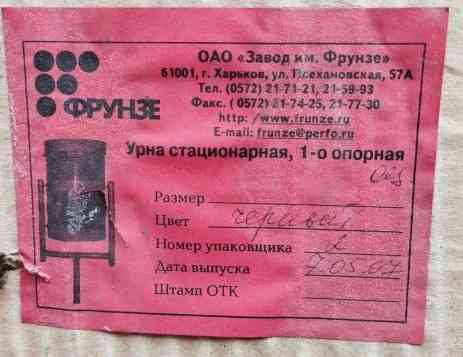 ФРУНЗЕ
ОАО «Завод им. Фрунзе»
61001, г. Харьков, ул. Плехановская, 57А
Тел. (0572) 21-71-21, 21-59-93
Факс. ( 0572) 21-74-25, 21-77-30
http: /www.frunze.ru
E-mail: frunze@perfo.ru
Урна стационарная, 1-о опорная
Размер
Цвет черный
Номер упаковщика 2
Дата выпуска 7.05.07
Штамп ОТК